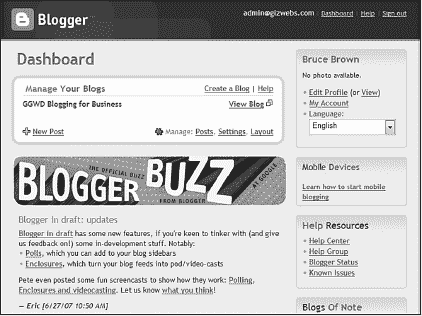 Blogger
admin@gizwebs.com | Dashboard | Help | Sign out
Dashboard
Manage Your Blogs
Create a Blog | Help
GGWD Blogging for Business
View Blog
New Post
Manage: Posts, Settings, Layout
THE OFFICIAL BUZZ
BLOGGER BUZZ
FROM BLOGGER
AT GOOGLE
Blogger in draft: updates
Blogger in draft has some new features, if you're keen to tinker with (and give
us feedback on!) some in-development stuff. Notably:
• Polls, which you can add to your blog sidebars
• Enclosures, which turn your blog feeds into pod/video-casts
Pete even posted some fun screencasts to show how they work: Polling,
Enclosures and videocasting. Let us know what you think!
— Eric [6/27/07 10:50 AM]
Bruce Brown
No photo available.
• Edit Profile (or View)
• My Account
• Language:
English
Mobile Devices
Learn how to start mobile
blogging
Help Resources
• Help Center
• Help Group
• Blogger Status
• Known Issues
Blogs Of Note